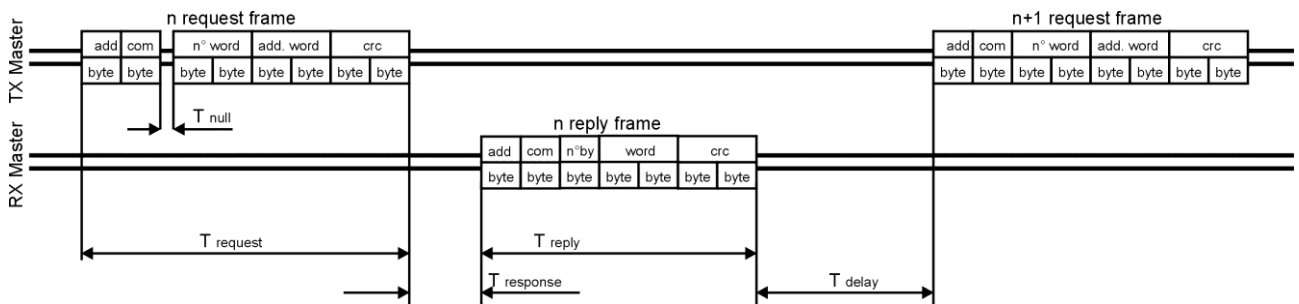 n request frame
n+1 request frame
TX Master
add com n° word add. word crc
add com n° word add. word crc
byte byte byte byte byte byte byte byte
byte byte byte byte byte byte byte byte
T null
n reply frame
RX Master
add com n°by word crc
byte byte byte byte byte byte byte
T request
T reply
T response
T delay